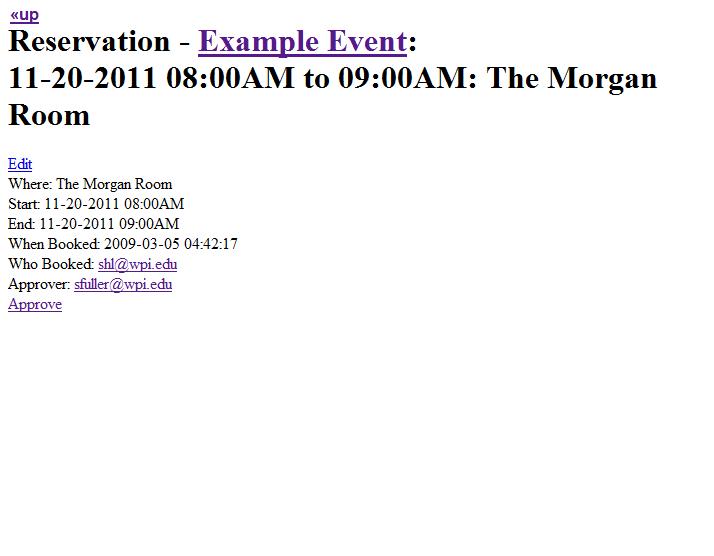 «up
Reservation - Example Event:
11-20-2011 08:00AM to 09:00AM: The Morgan
Room
Edit
Where: The Morgan Room
Start: 11-20-2011 08:00AM
End: 11-20-2011 09:00AM
When Booked: 2009-03-05 04:42:17
Who Booked: shl@wpi.edu
Approver: sfuller@wpi.edu
Approve